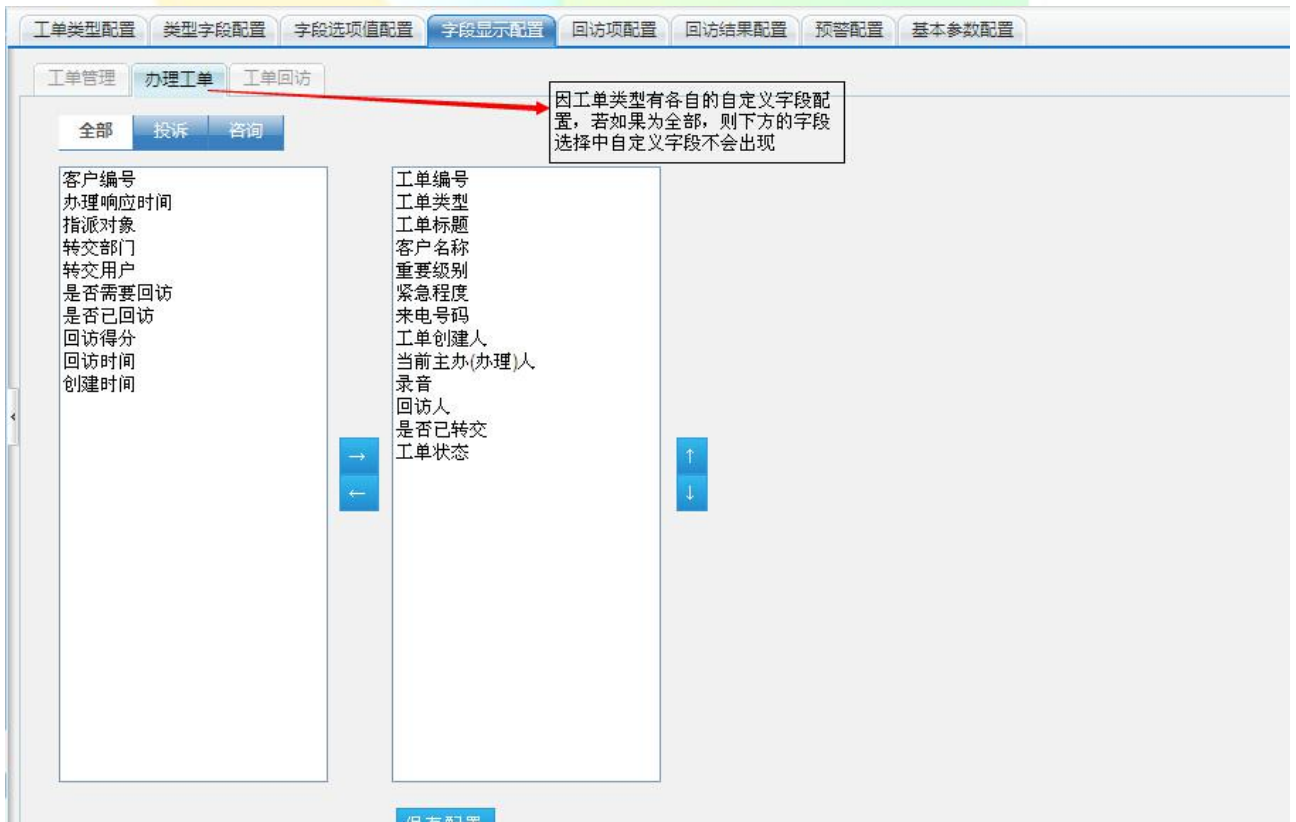 工单类型配置 类型字段配置 字段选项值配置 字段显示配置 回访项配置 回访结果配置 预警配置 基本参数配置
工单管理 办理工单 工单回访
因工单类型有各自的自定义字段配
置，若如果为全部，则下方的字段
选择中自定义字段不会出现
全部 投诉 咨询
客户编号
办理响应时间
指派对象
转交部门
转交用户
是否需要回访
是否已回访
回访得分
回访时间
创建时间
→
←
工单编号
工单类型
工单标题
客户名称
重要级别
紧急程度
来电号码
工单创建人
当前主办(办理)人
录音
回访人
是否已转交
工单状态
↑
↓
保存配置